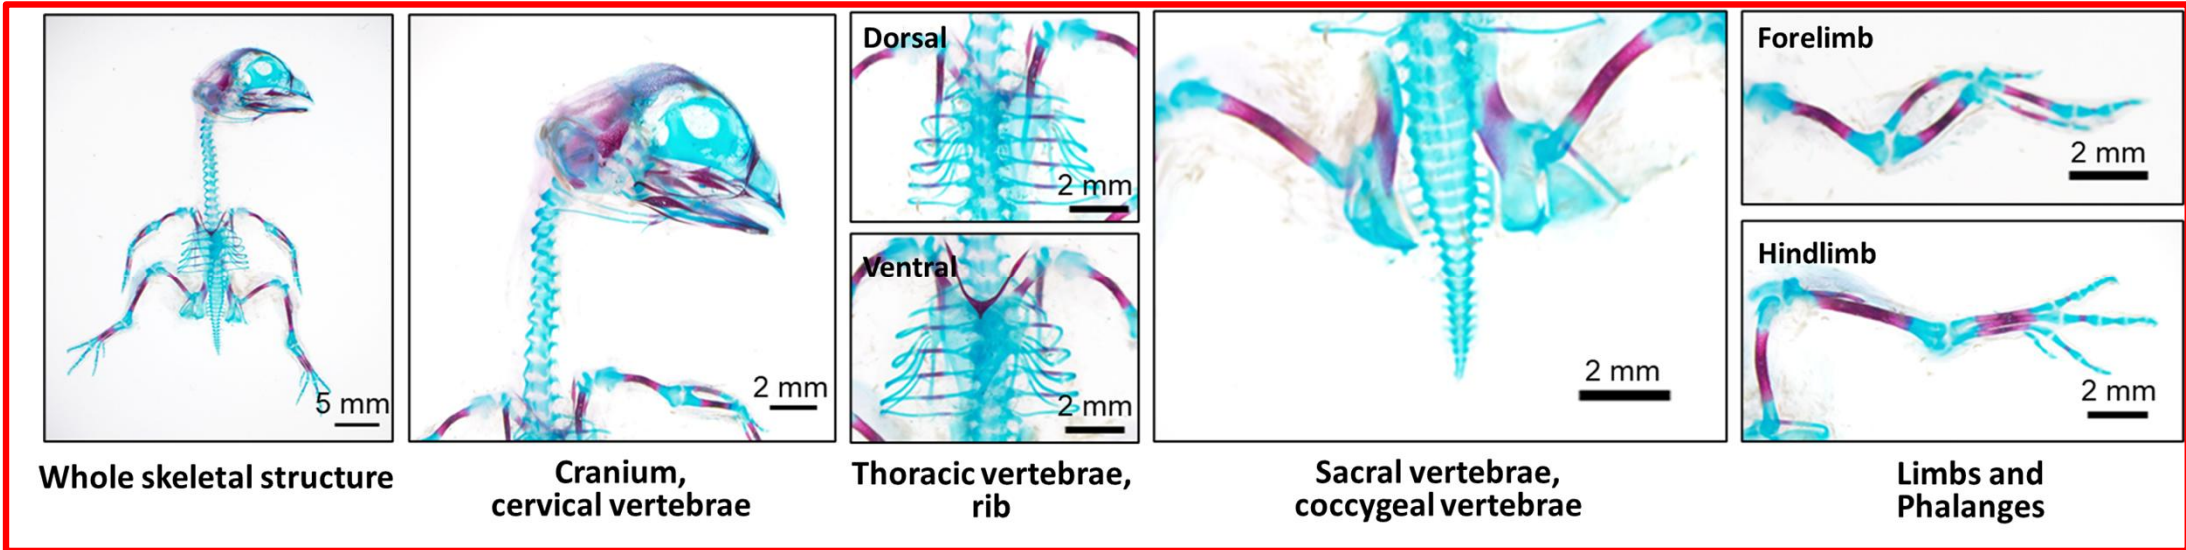 Dorsal
Forelimb
2 mm
2 mm
Ventral
Hindlimb
5 mm
2 mm
2 mm
2 mm
2 mm
Whole skeletal structure
Cranium,
cervical vertebrae
Thoracic vertebrae,
rib
Sacral vertebrae,
coccygeal vertebrae
Limbs and
Phalanges